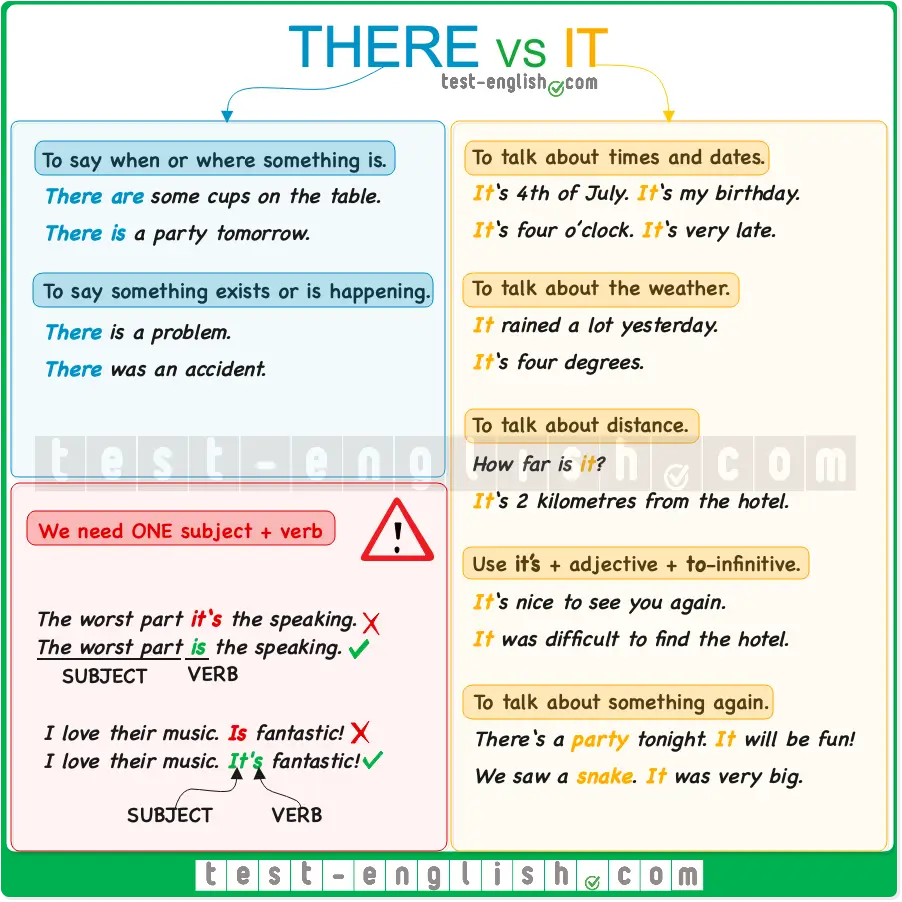 THERE vs IT
test-english.com
To say when or where something is.
There are some cups on the table.
There is a party tomorrow.
To say something exists or is happening.
There is a problem.
There was an accident.
We need ONE subject + verb
!
The worst part it's the speaking.
The worst part is the speaking.
SUBJECT VERB
I love their music. Is fantastic!
I love their music. It's fantastic!
SUBJECT VERB
To talk about times and dates.
It's 4th of July. It's my birthday.
It's four o'clock. It's very late.
To talk about the weather.
It rained a lot yesterday.
It's four degrees.
To talk about distance.
How far is it?
It's 2 kilometres from the hotel.
Use it's + adjective + to-infinitive.
It's nice to see you again.
It was difficult to find the hotel.
To talk about something again.
There's a party tonight. It will be fun!
We saw a snake. It was very big.
test-english.com
test-english.com